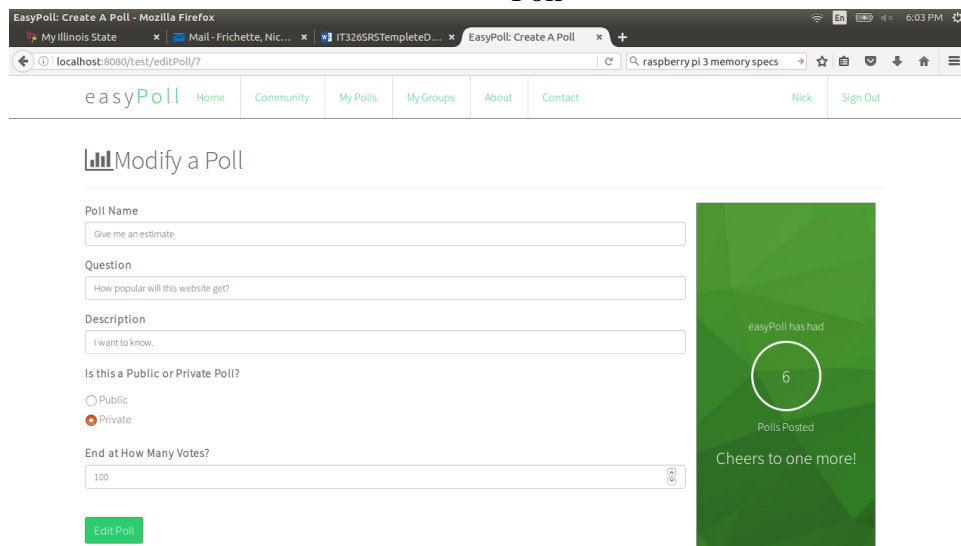 Poll
EasyPoll: Create A Poll - Mozilla Firefox
En 6:03 PM
My Illinois State × Mail - Frichette, Nic... × IT326SRSTempleteD... × EasyPoll: Create A Poll × +
localhost:8080/test/editPoll/7 raspberry pi 3 memory specs
easyPoll Home Community My Polls My Groups About Contact Nick Sign Out
Modify a Poll
Poll Name
Give me an estimate
Question
How popular will this website get?
Description
I want to know.
Is this a Public or Private Poll?
Public
Private
End at How Many Votes?
100
Edit Poll
easyPoll has had
6
Polls Posted
Cheers to one more!